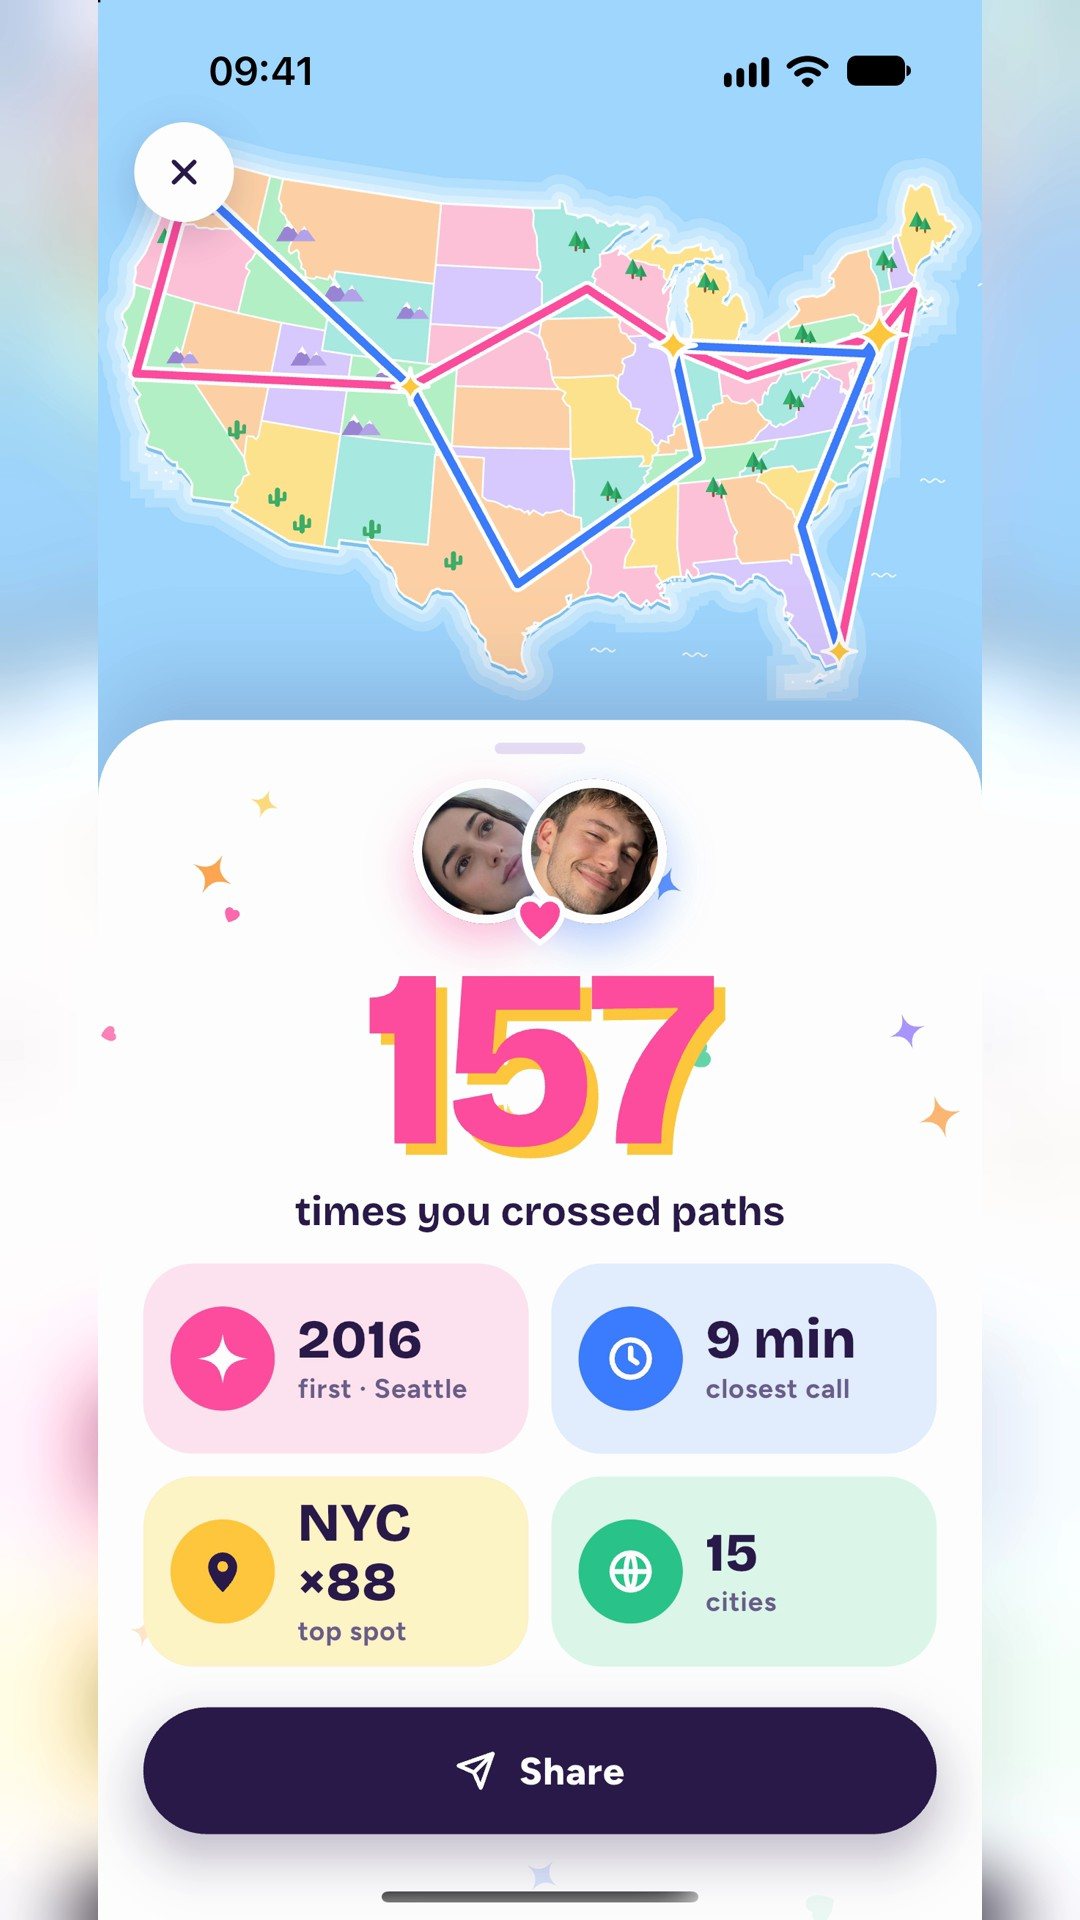 09:41
157
times you crossed paths
2016
first · Seattle
9 min
closest call
NYC
×88
top spot
15
cities
Share